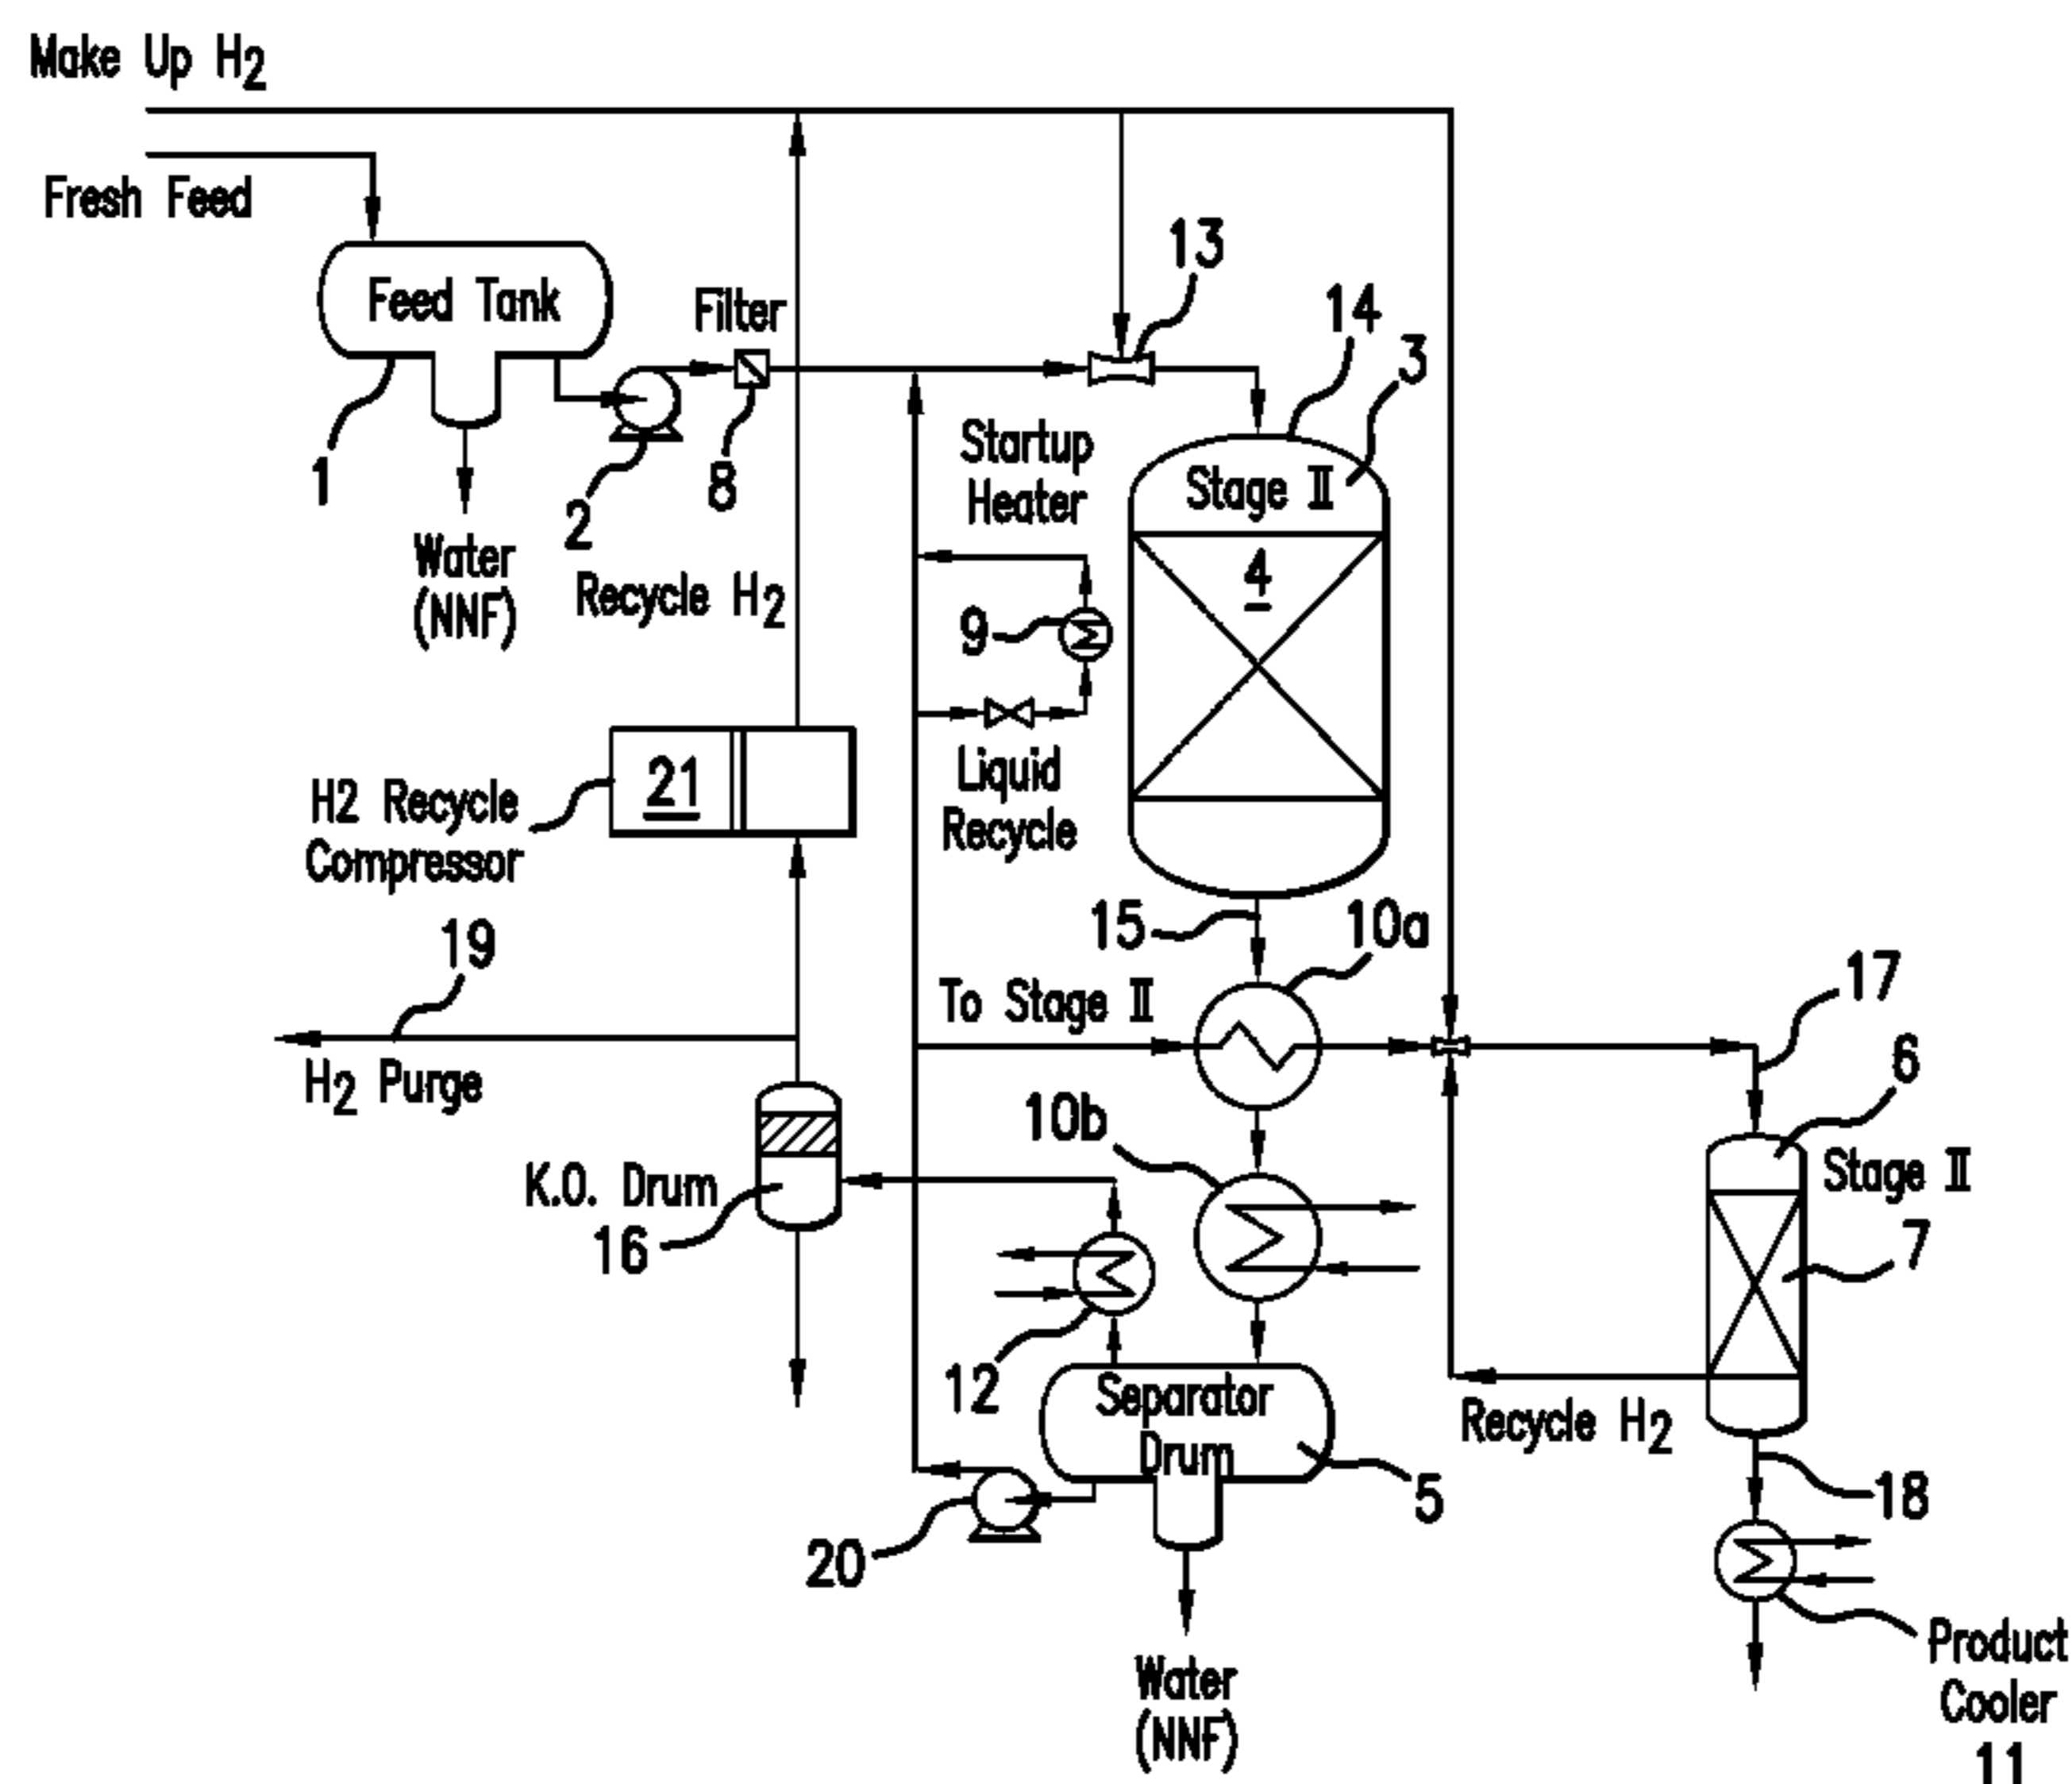 Make Up H2
Fresh Feed
Feed Tank
Filter
13
14
3
1
2
8
Water
(NNF)
Recycle H2
Startup
Heater
Stage II
4
9
Liquid
Recycle
21
H2 Recycle
Compressor
15
10a
19
To Stage II
17
H2 Purge
10b
6
K.O. Drum
16
Stage II
7
12
Separator
Drum
5
Recycle H2
18
20
Water
(NNF)
Product
Cooler
11